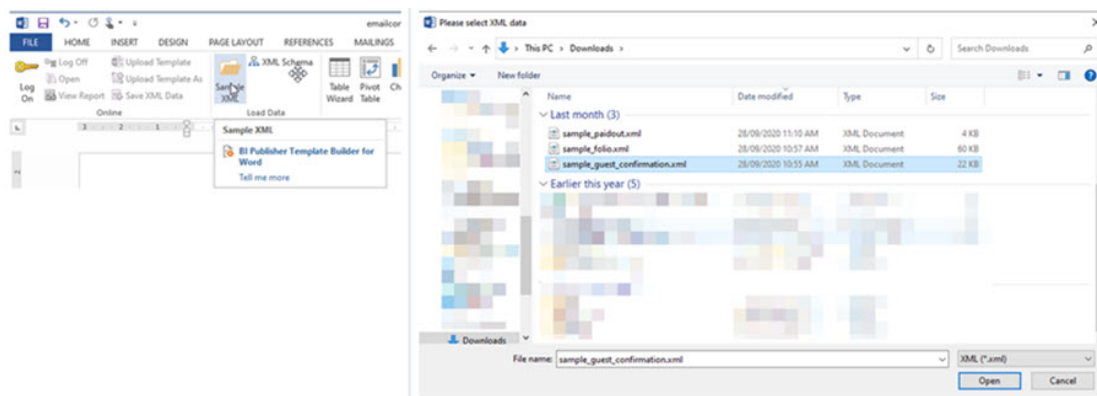 emailcor
FILE HOME INSERT DESIGN PAGE LAYOUT REFERENCES MAILINGS
Log Off
Open
View Report
Log On
Upload Template
Upload Template As
Save XML Data
Online
Sample XML
XML Schema
Load Data
Table Wizard
Pivot Table
Ch
3 2 1
Sample XML
BI Publisher Template Builder for
Word
Tell me more
2
Please select XML data
This PC > Downloads >
Search Downloads
Organize New folder
Name Date modified Type Size
Last month (3)
sample_paidout.xml 28/09/2020 11:10 AM XML Document 4 KB
sample_folio.xml 28/09/2020 10:57 AM XML Document 60 KB
sample_guest_confirmation.xml 28/09/2020 10:55 AM XML Document 22 KB
Earlier this year (5)
Downloads
File name: sample_guest_confirmation.xml XML (*.xml)
Open Cancel